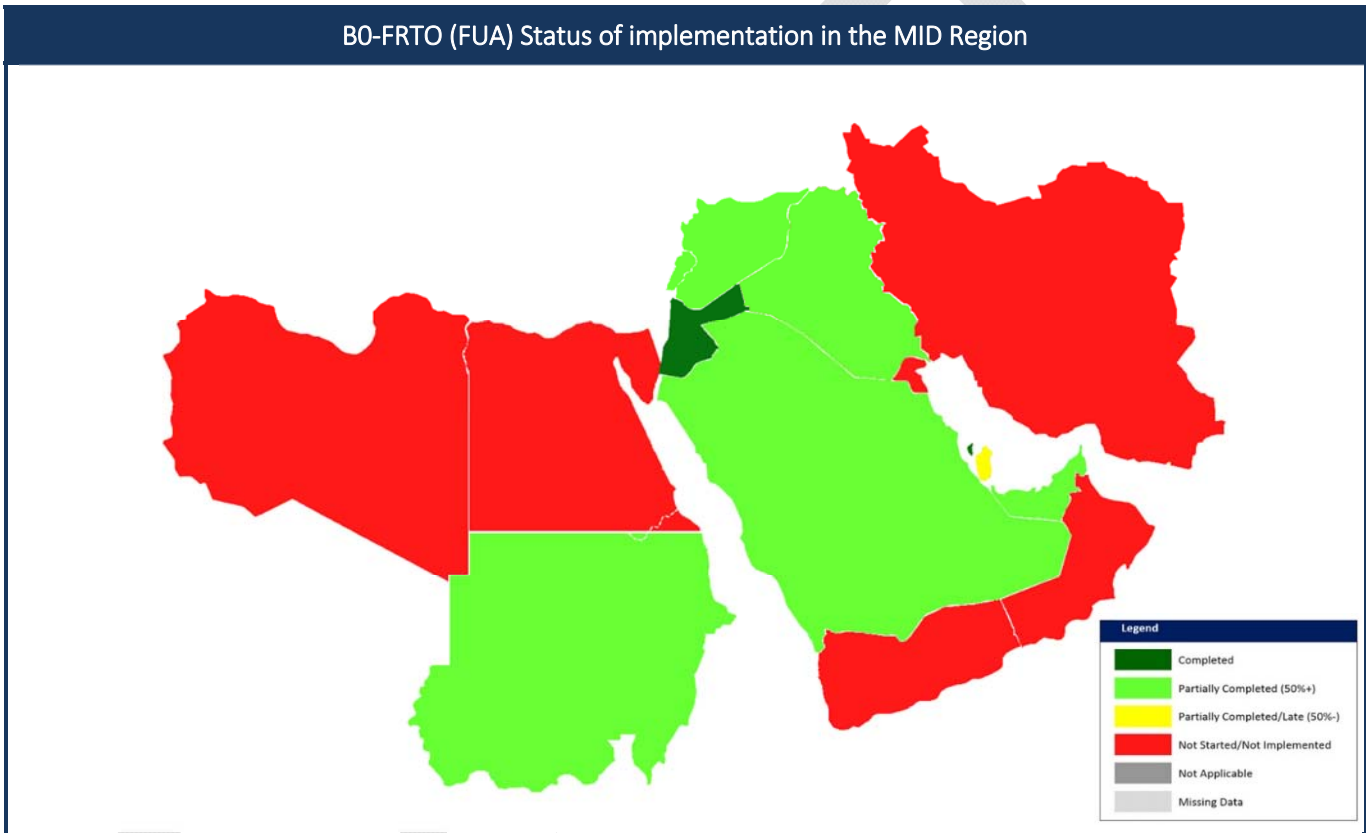 B0-FRTO (FUA) Status of implementation in the MID Region
Legend
Completed
Partially Completed (50%+)
Partially Completed/Late (50%-)
Not Started/Not Implemented
Not Applicable
Missing Data